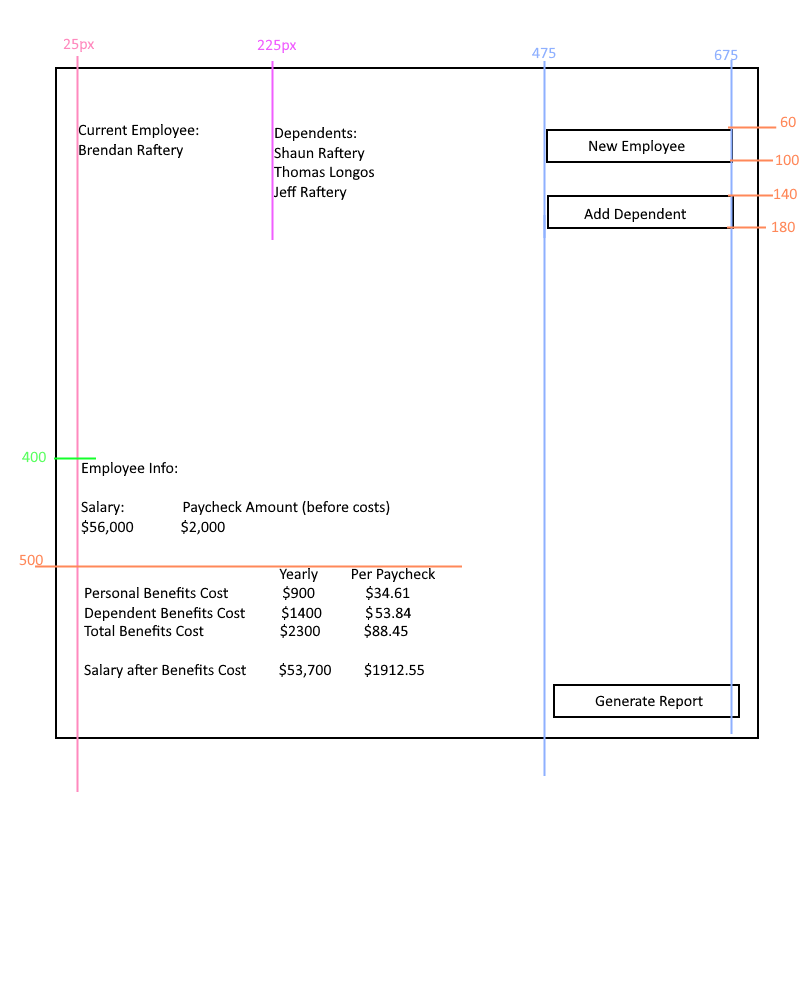 25px
225px
475
675
60
Current Employee:
Brendan Raftery
Dependents:
Shaun Raftery
Thomas Longos
Jeff Raftery
New Employee
100
140
Add Dependent
180
400
Employee Info:
Salary: Paycheck Amount (before costs)
$56,000 $2,000
500
Yearly Per Paycheck
Personal Benefits Cost $900 $34.61
Dependent Benefits Cost $1400 $53.84
Total Benefits Cost $2300 $88.45
Salary after Benefits Cost $53,700 $1912.55
Generate Report